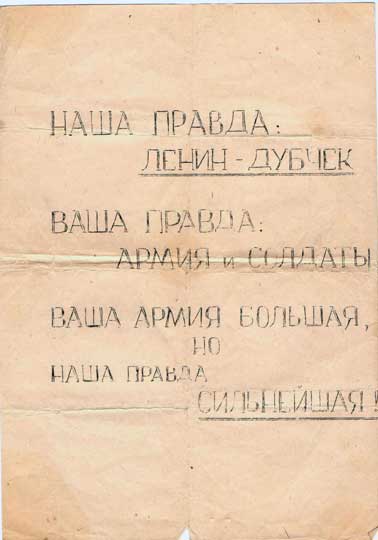 НАША ПРАВДА:
ЛЕНИН - ДУБЧЕК
ВАША ПРАВДА:
АРМИЯ и СОЛДАТЫ
ВАША АРМИЯ БОЛЬШАЯ,
НО
НАША ПРАВДА
СИЛЬНЕЙШАЯ!